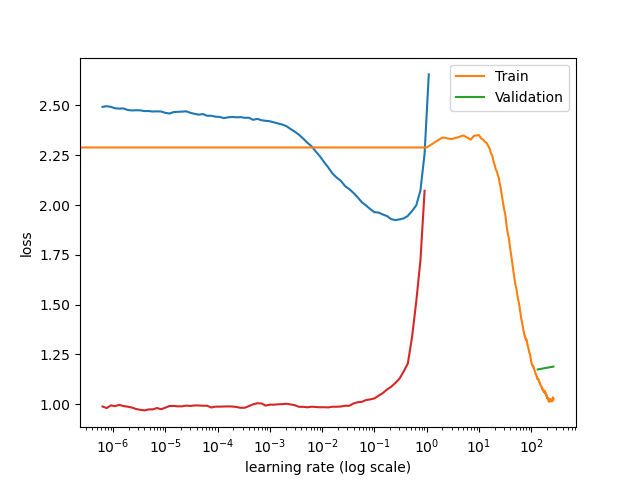 Train
Validation
2.50
2.25
2.00
1.75
1.50
1.25
1.00
loss
10⁻⁶ 10⁻⁵ 10⁻⁴ 10⁻³ 10⁻² 10⁻¹ 10⁰ 10¹ 10²
learning rate (log scale)